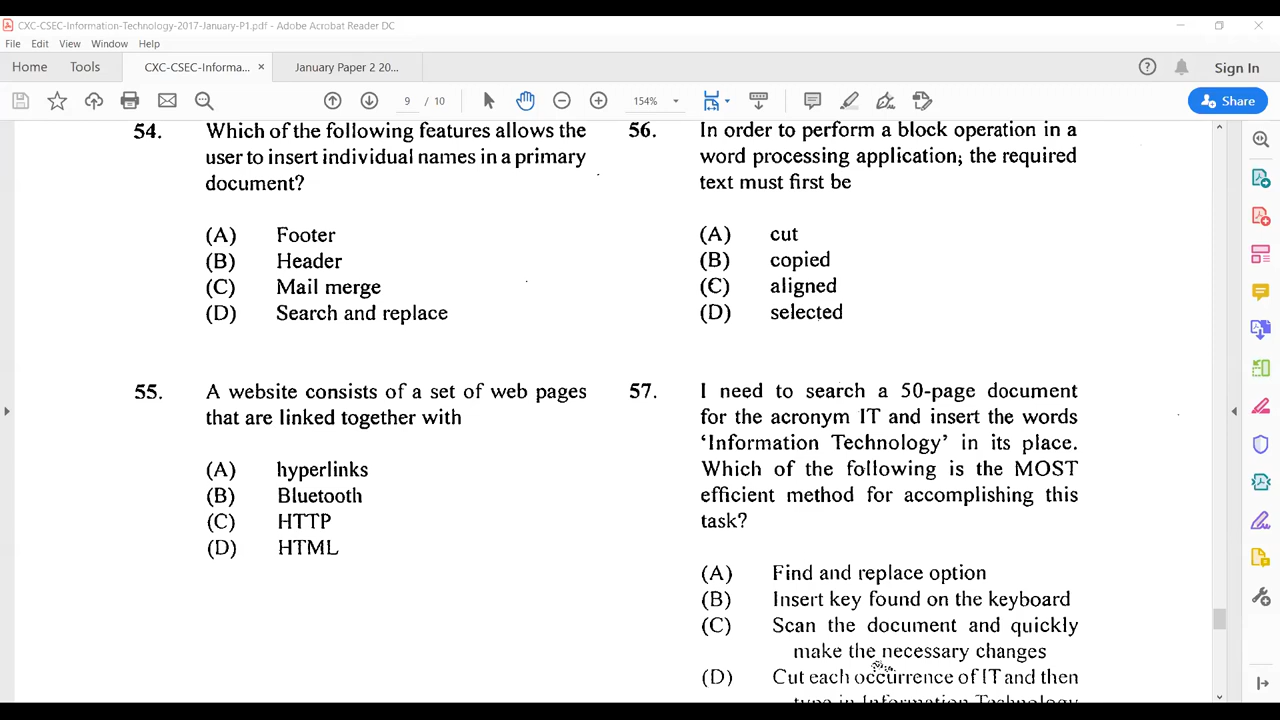 CXC-CSEC-Information-Technology-2017-January-P1.pdf - Adobe Acrobat Reader DC
File Edit View Window Help
Home Tools CXC-CSEC-Informa... × January Paper 2 20... Sign In
9 / 10 154% Share
54. Which of the following features allows the
user to insert individual names in a primary
document?
(A) Footer
(B) Header
(C) Mail merge
(D) Search and replace
55. A website consists of a set of web pages
that are linked together with
(A) hyperlinks
(B) Bluetooth
(C) HTTP
(D) HTML
56. In order to perform a block operation in a
word processing application, the required
text must first be
(A) cut
(B) copied
(C) aligned
(D) selected
57. I need to search a 50-page document
for the acronym IT and insert the words
‘Information Technology’ in its place.
Which of the following is the MOST
efficient method for accomplishing this
task?
(A) Find and replace option
(B) Insert key found on the keyboard
(C) Scan the document and quickly
make the necessary changes
(D) Cut each occurrence of IT and then
type in Information Technology